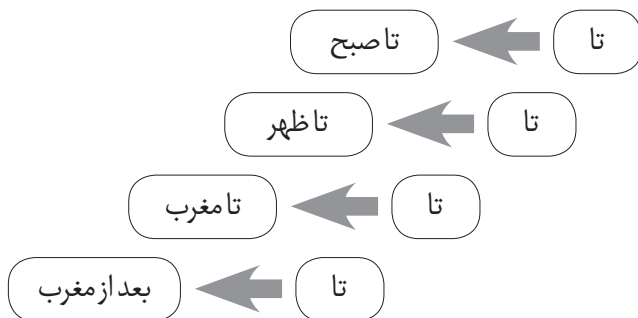 تا تا صبح
تا تا ظهر
تا تا مغرب
تا بعد از مغرب